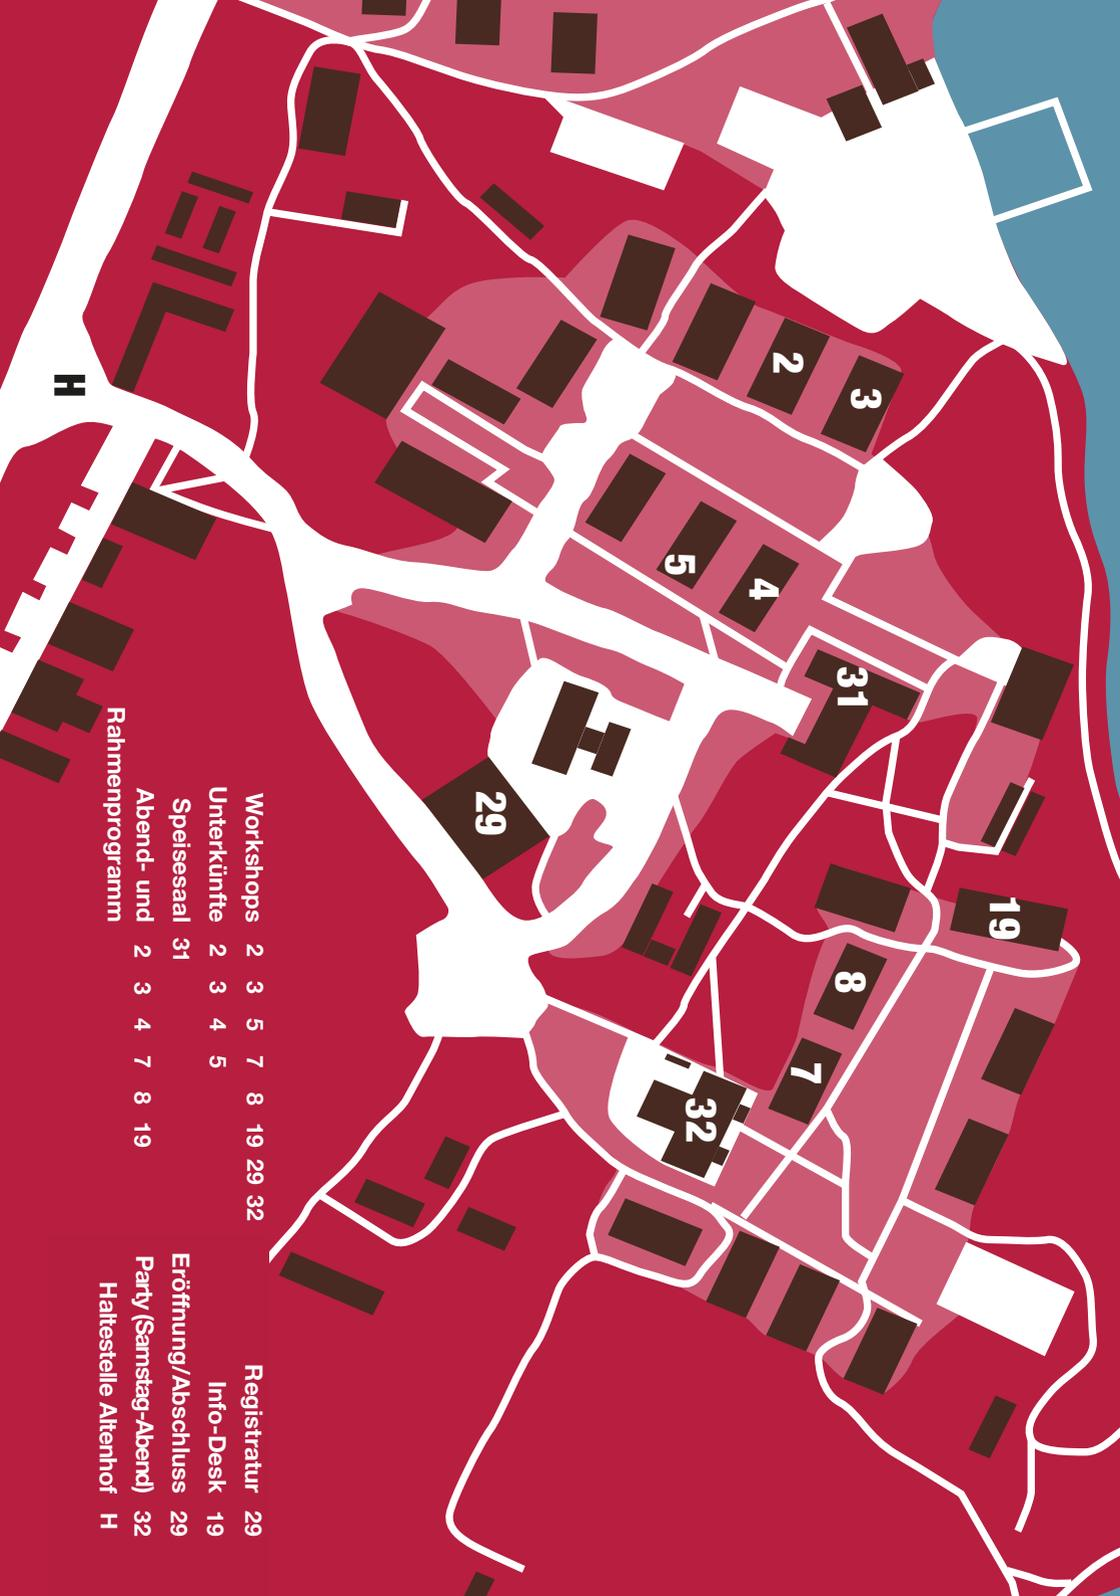 H
2
3
5
4
31
29
19
8
7
32
Workshops 2 3 5 7 8 19 29 32
Unterkünfte 2 3 4 5
Speisesaal 31
Abend- und 2 3 4 7 8 19
Rahmenprogramm
Registratur 29
Info-Desk 19
Eröffnung/Abschluss 29
Party (Samstag-Abend) 32
Haltestelle Altenhof H